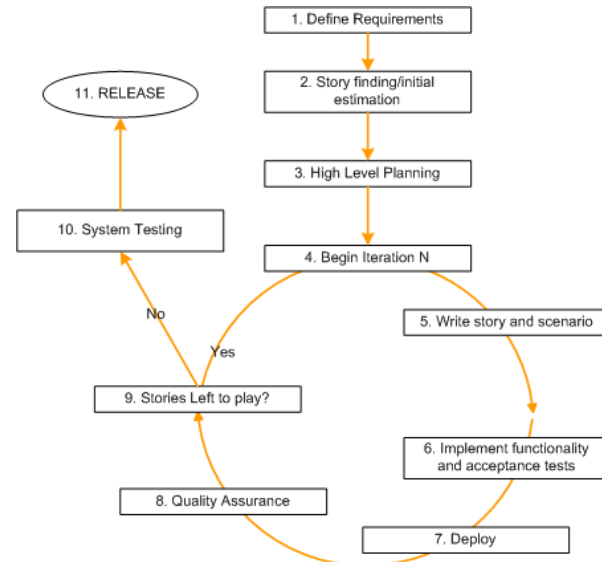 1. Define Requirements
2. Story finding/initial
estimation
3. High Level Planning
4. Begin Iteration N
5. Write story and scenario
6. Implement functionality
and acceptance tests
7. Deploy
8. Quality Assurance
9. Stories Left to play?
Yes
No
10. System Testing
11. RELEASE